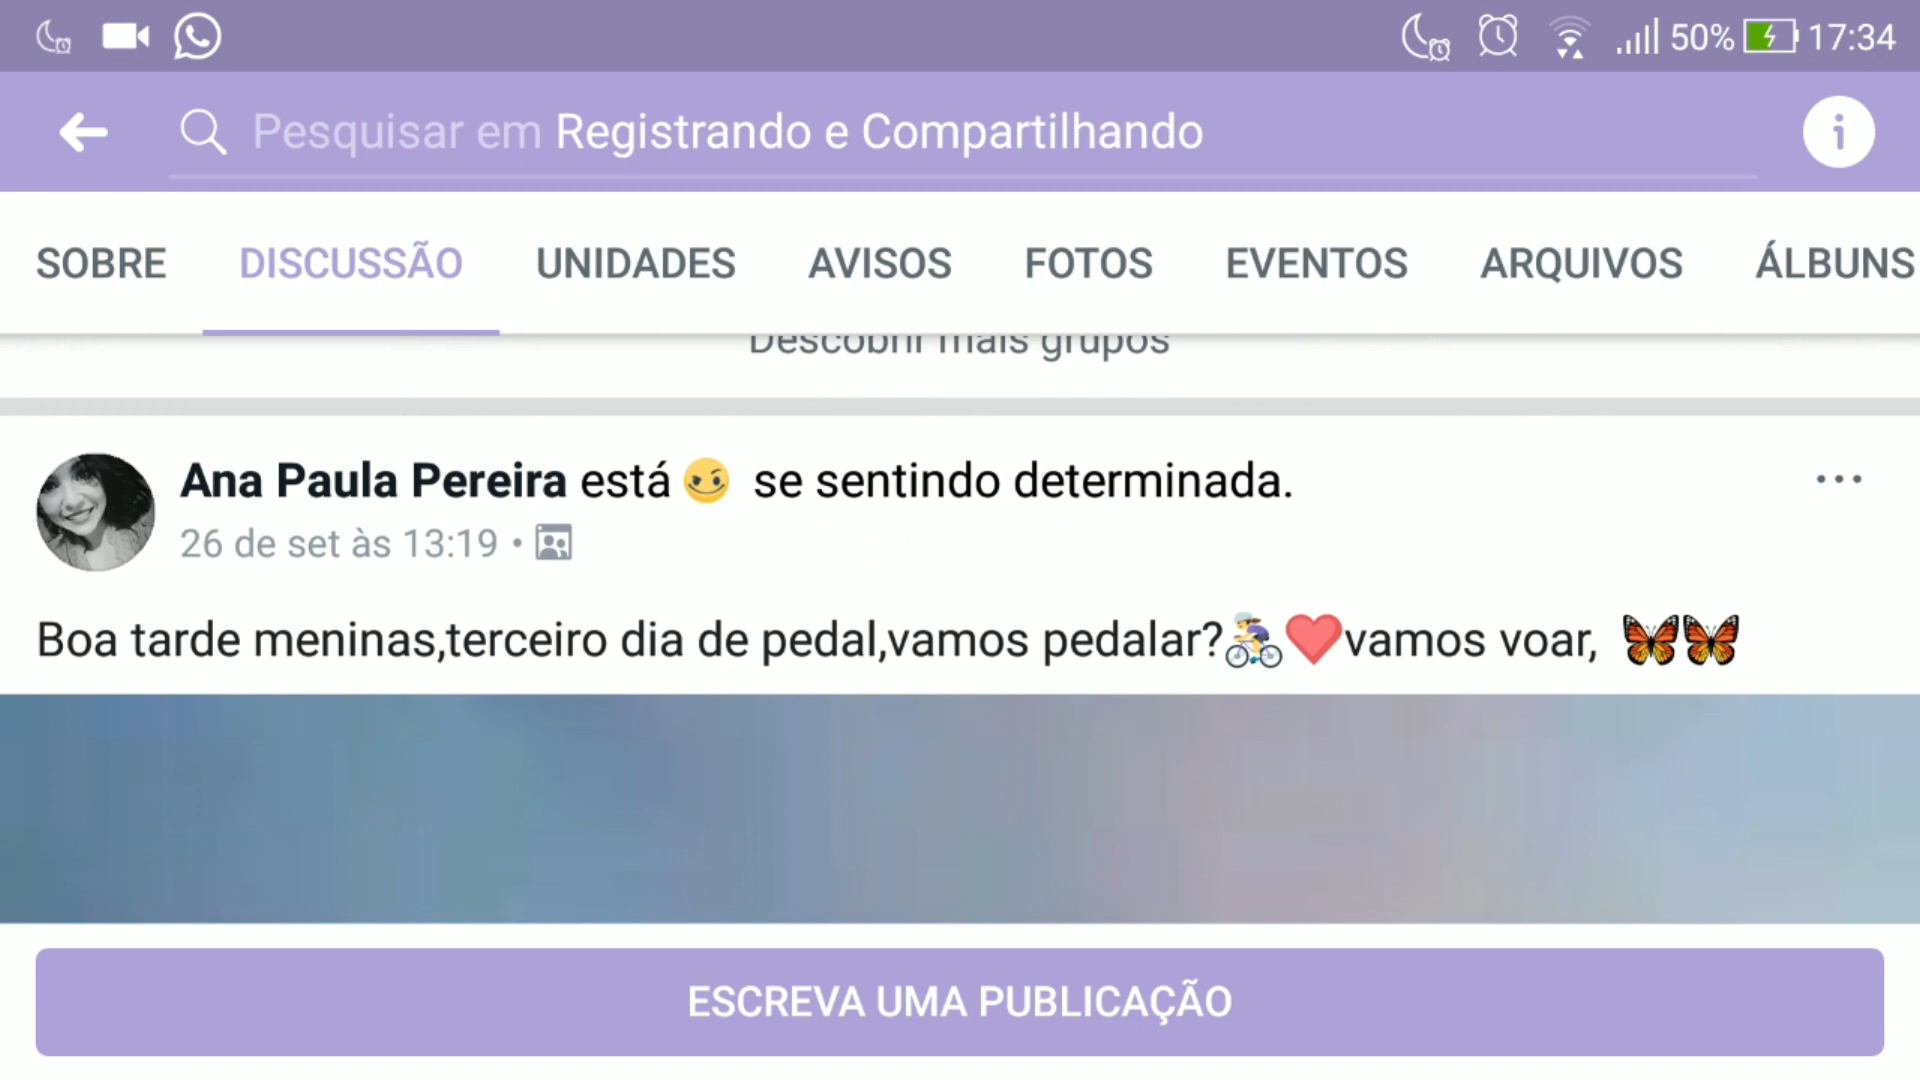 50% 17:34
Pesquisar em Registrando e Compartilhando
SOBRE DISCUSSÃO UNIDADES AVISOS FOTOS EVENTOS ARQUIVOS ÁLBUNS
Descobrir mais grupos
Ana Paula Pereira está 😏 se sentindo determinada.
26 de set às 13:19 •
Boa tarde meninas,terceiro dia de pedal,vamos pedalar?🚴‍♀️❤️vamos voar, 🦋🦋
ESCREVA UMA PUBLICAÇÃO